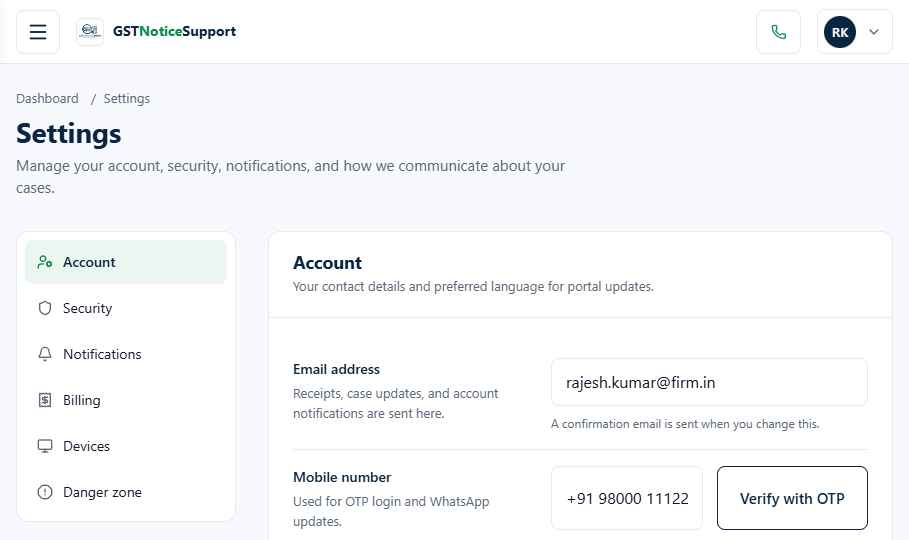 GSTNoticeSupport
RK
Dashboard / Settings
Settings
Manage your account, security, notifications, and how we communicate about your
cases.
Account
Security
Notifications
Billing
Devices
Danger zone
Account
Your contact details and preferred language for portal updates.
Email address
Receipts, case updates, and account
notifications are sent here.
rajesh.kumar@firm.in
A confirmation email is sent when you change this.
Mobile number
Used for OTP login and WhatsApp
updates.
+91 98000 11122
Verify with OTP